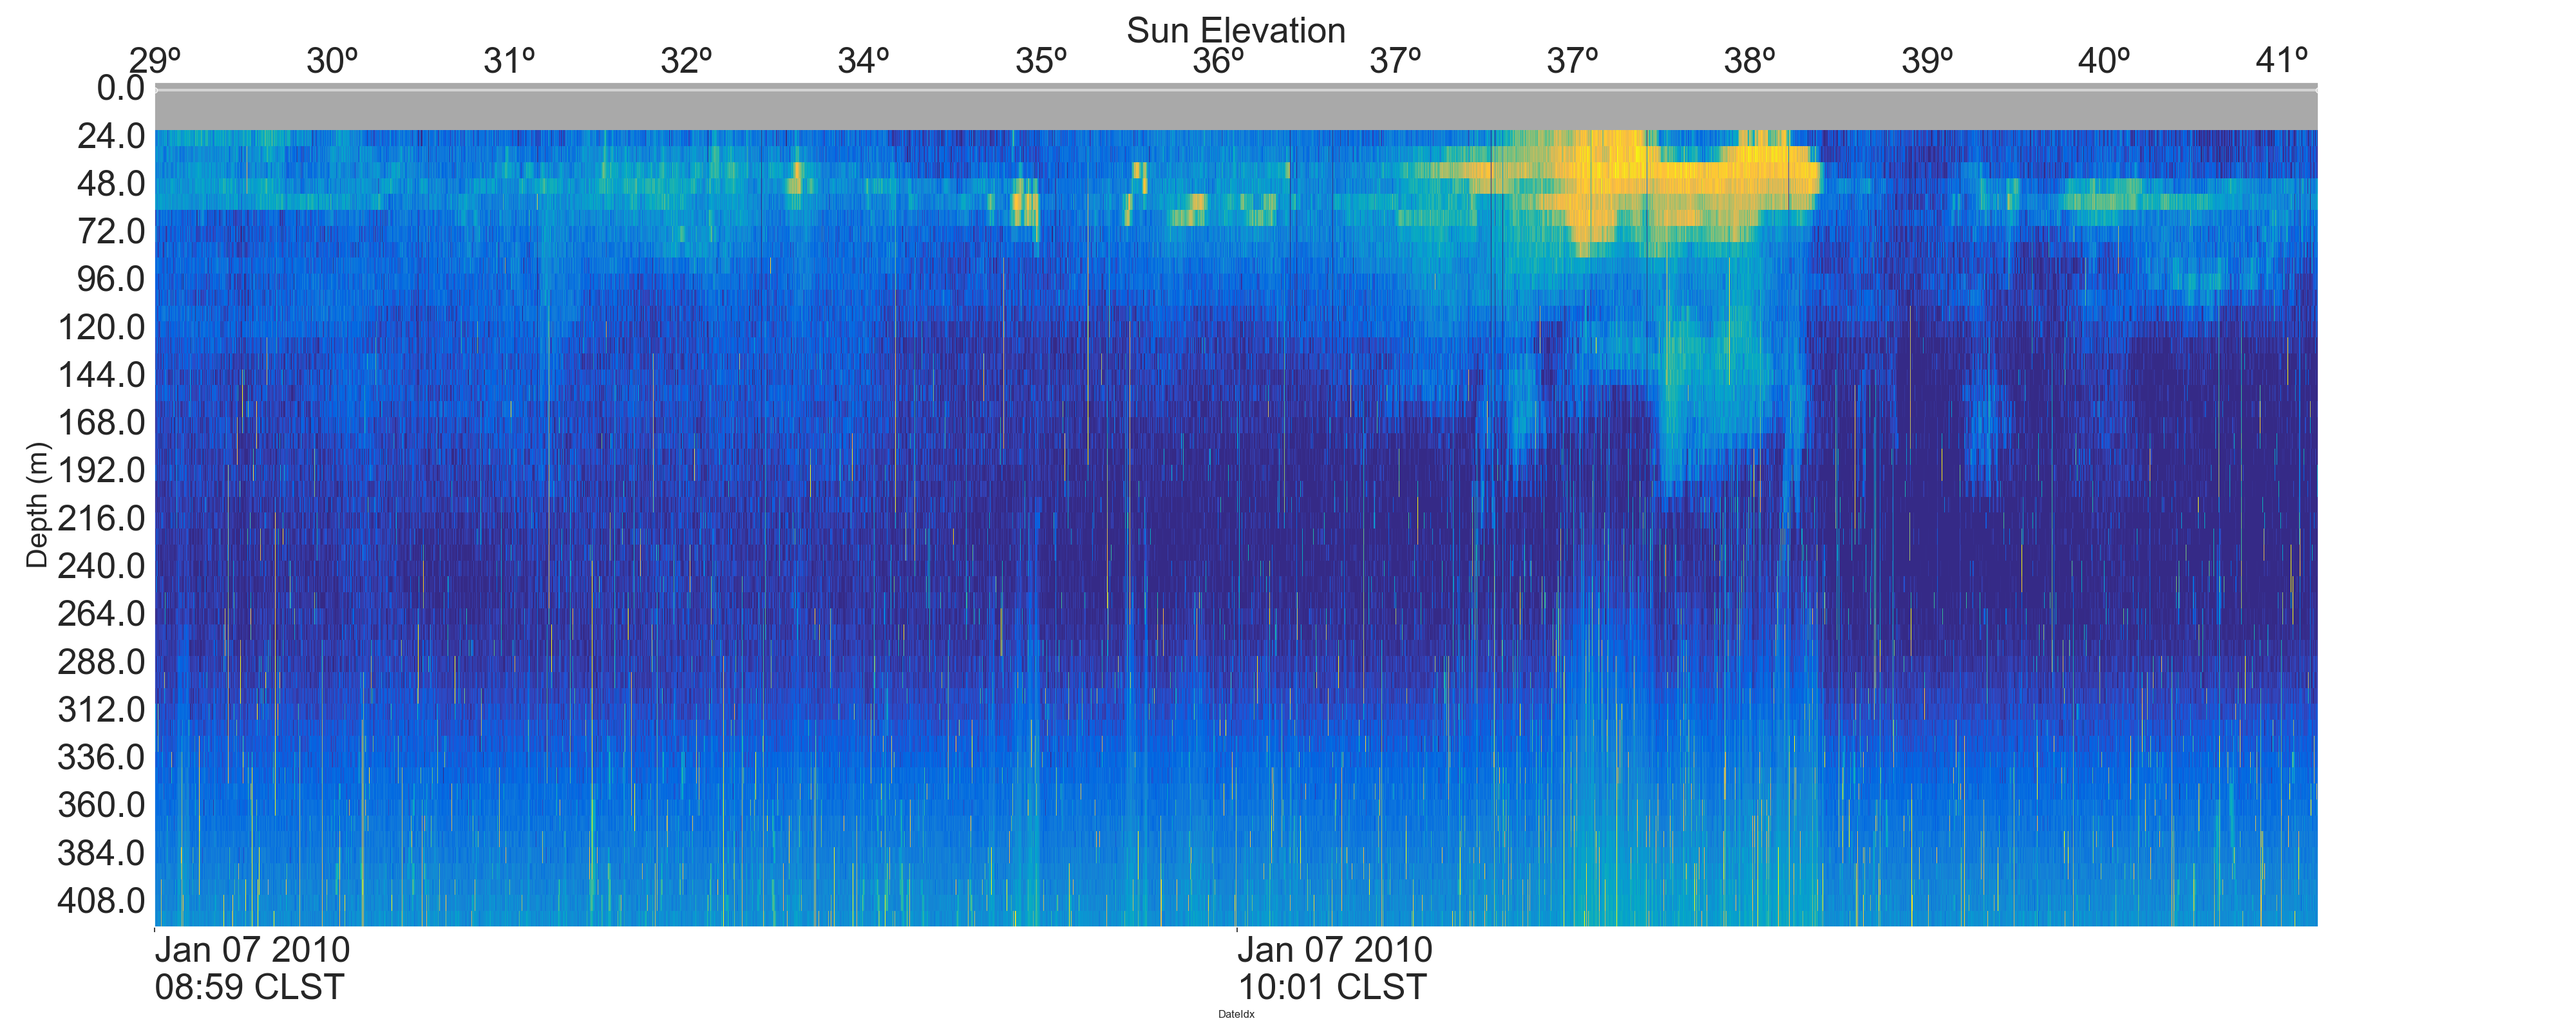 Sun Elevation
29º 30º 31º 32º 34º 35º 36º 37º 37º 38º 39º 40º 41º
0.0
24.0
48.0
72.0
96.0
120.0
144.0
168.0
192.0
216.0
240.0
264.0
288.0
312.0
336.0
360.0
384.0
408.0
Depth (m)
Jan 07 2010
08:59 CLST
Jan 07 2010
10:01 CLST
DateIdx